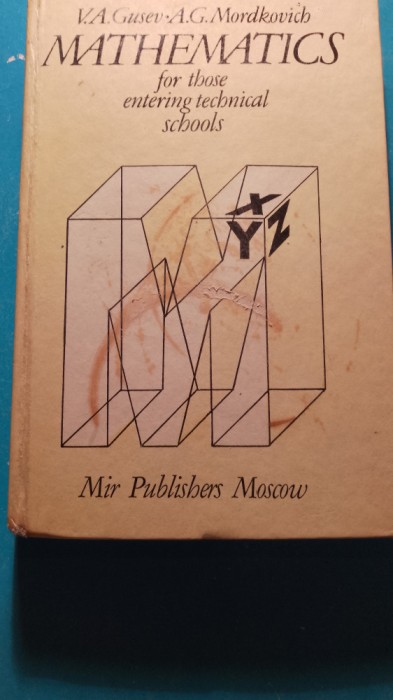 V.A.Gusev·A.G.Mordkovich
MATHEMATICS
for those
entering technical
schools
X
Y Z
Mir Publishers Moscow